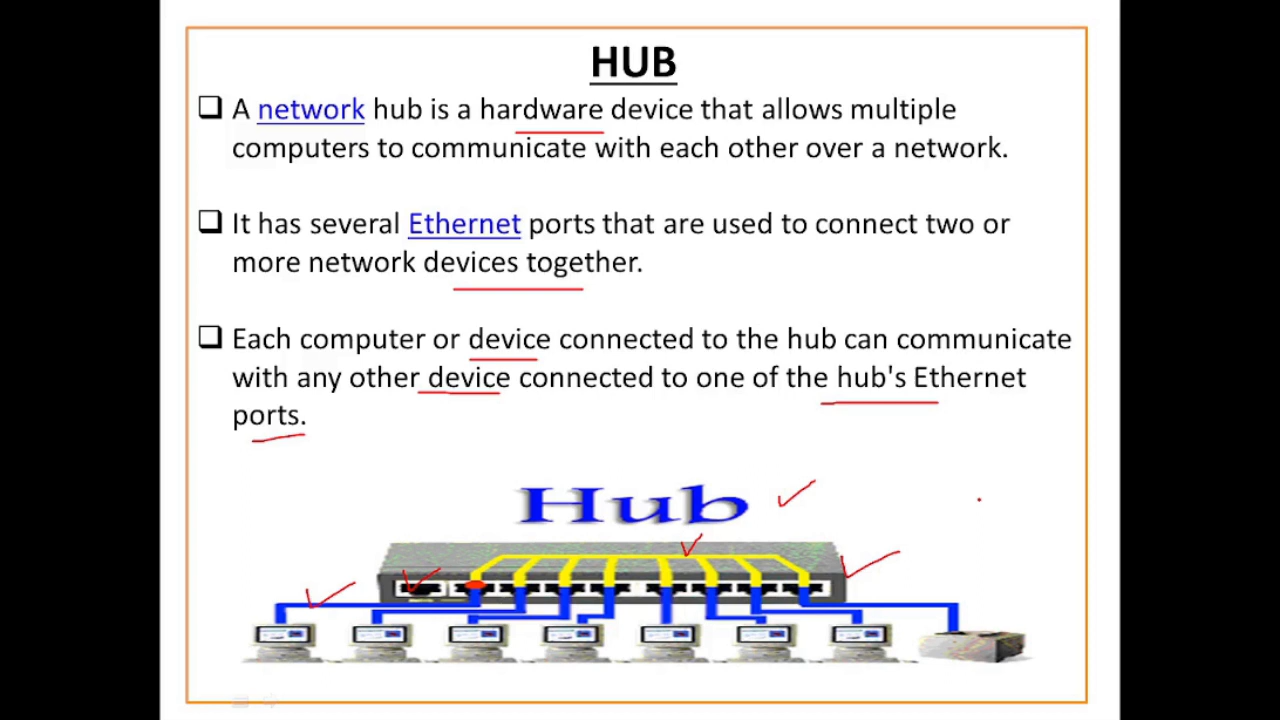 HUB
❑ A network hub is a hardware device that allows multiple
computers to communicate with each other over a network.
❑ It has several Ethernet ports that are used to connect two or
more network devices together.
❑ Each computer or device connected to the hub can communicate
with any other device connected to one of the hub's Ethernet
ports.
Hub